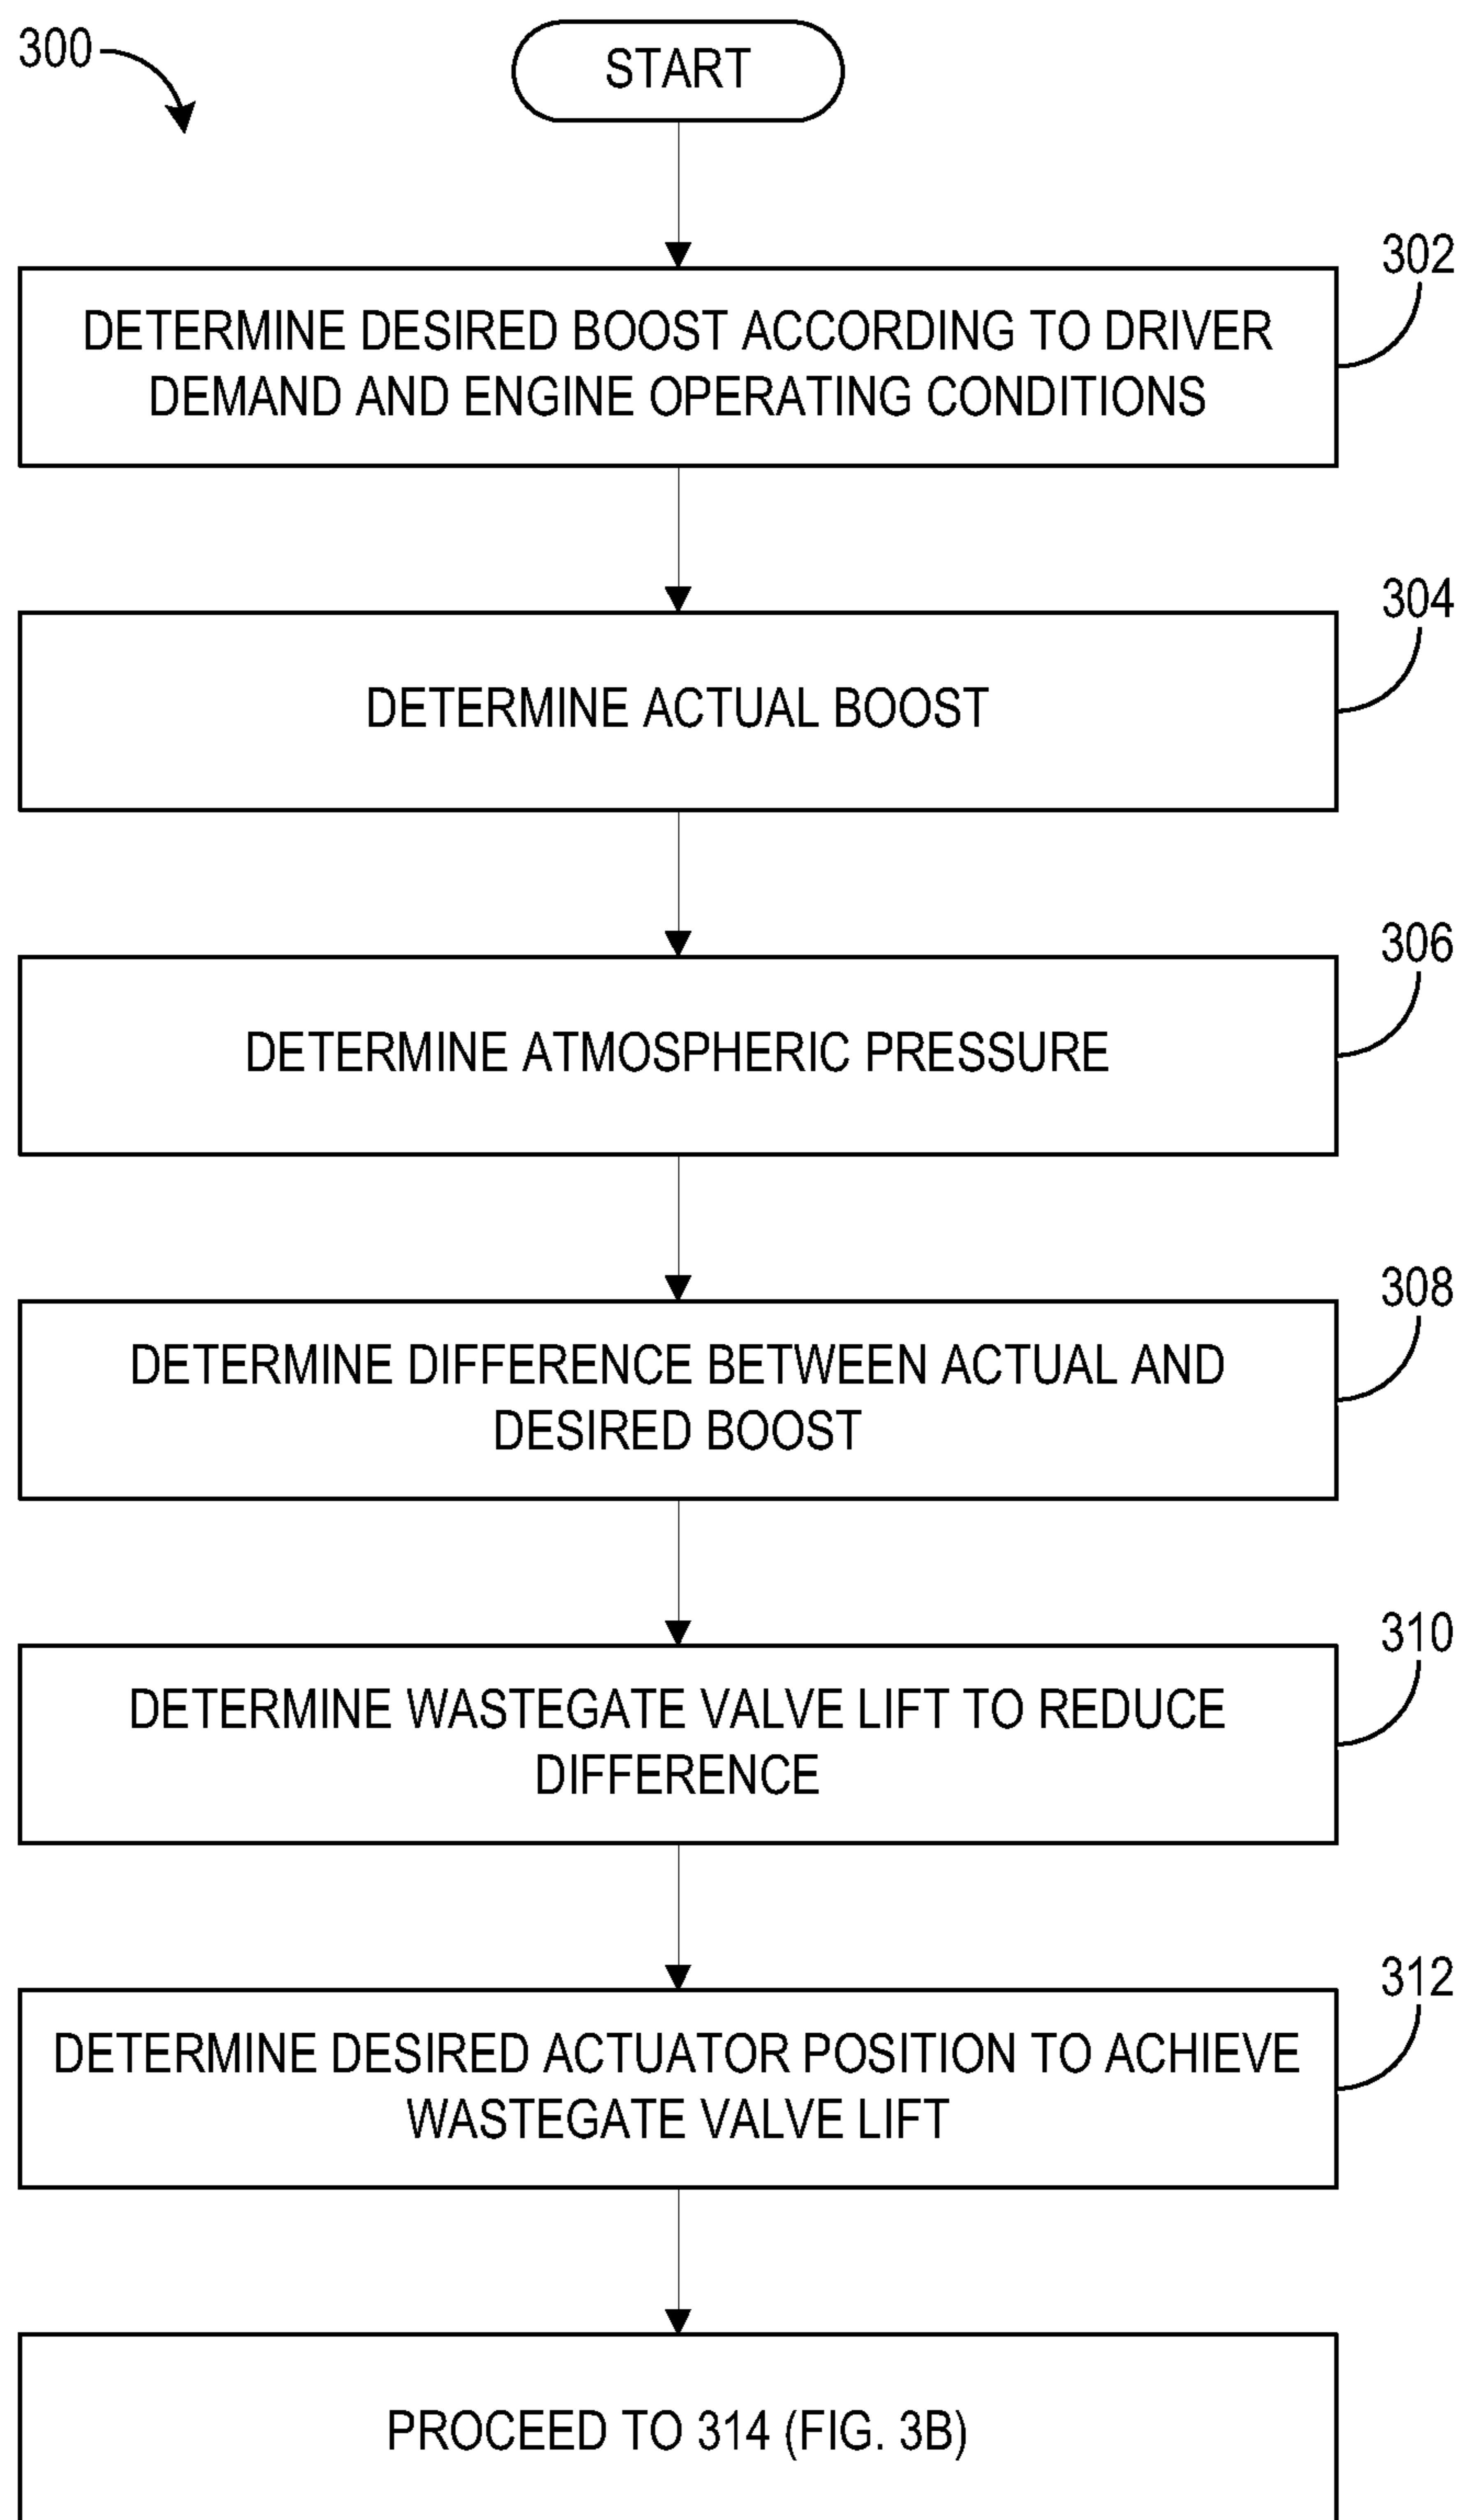 300
START
302
DETERMINE DESIRED BOOST ACCORDING TO DRIVER
DEMAND AND ENGINE OPERATING CONDITIONS
304
DETERMINE ACTUAL BOOST
306
DETERMINE ATMOSPHERIC PRESSURE
308
DETERMINE DIFFERENCE BETWEEN ACTUAL AND
DESIRED BOOST
310
DETERMINE WASTEGATE VALVE LIFT TO REDUCE
DIFFERENCE
312
DETERMINE DESIRED ACTUATOR POSITION TO ACHIEVE
WASTEGATE VALVE LIFT
PROCEED TO 314 (FIG. 3B)